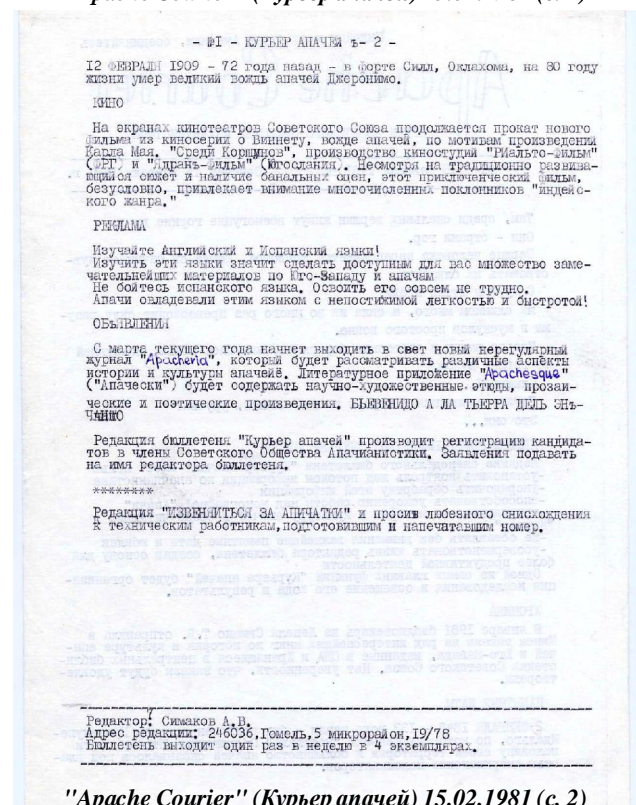 - №I - КУРЬЕР АПАЧЕЙ Ъ- 2 -
I2 ФЕВРАЛЯ I909 - 72 года назад - в форте Силл, Оклахома, на 80 году
жизни умер великий вождь апачей Джеронимо.
КИНО
На экранах кинотеатров Советского Союза продолжается прокат нового
фильма из киносерии о Виннету, вожде апачей, по мотивам произведений
Карла Мая. "Среди Коршунов", производство киностудий "РИальто-Фильм"
(ФРГ) и "Ядран-Фильм" (Югославия). Несмотря на традиционно развива-
ющийся сюжет и наличие банальных сцен, этот приключенческий фильм,
безусловно, привлекает внимание многочисленных поклонников "индейс-
кого жанра."
РЕКЛАМА
Изучайте Английский и Испанский языки!
Изучить эти языки значит сделать доступным для вас множество заме-
чательнейших материалов по Юго-Западу и апачам
Не бойтесь испанского языка. Освоить его совсем не трудно.
Апачи овладевали этим языком с непостижимой легкостью и быстротой!
ОБЪЯВЛЕНИЯ
С марта текущего года начнет выходить в свет новый нерегулярный
журнал "Apacheria", который будет рассматривать различные аспекты
истории и культуры апачейё. Литературное приложение "Apachesque"
("Апачески") будет содержать научно-художественные этюды, прозаи-
ческие и поэтические произведения. БЬЕВЕНИДО А ЛА ТЬЕРРА ДЕЛЬ ЭНЬ-
ЧАНТО
Редакция бюллетеня "Курьер апачей" производит регистрацию кандида-
тов в члены Советского Общества Апачианистики. Заявления подавать
на имя редактора бюллетеня.
********
Редакция "ИЗВЕНЯИТЬСЯ ЗА АПИЧАТКИ" и просит любезного снисхождения
к техническим работникам,подготовившим и напечатавшим номер.
Редактор: Симаков А.В.
Адрес редакции: 246036,Гомель,5 микрорайон,I9/78
Бюллетень выходит один раз в неделю в 4 экземплярах.
"Apache Courier" (Курьер апачей) 15.02.1981 (с. 2)